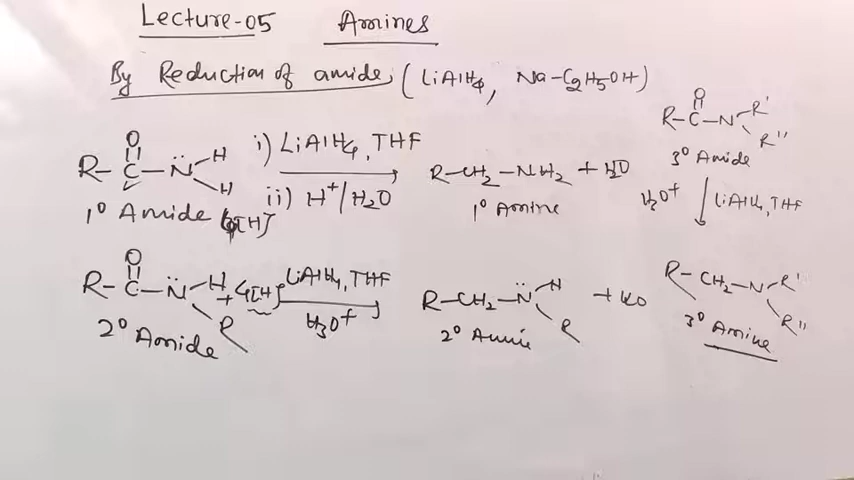 Lecture-05 Amines
By Reduction of amide, (LiAlH4, Na-C2H5OH)
O
R-C-N̈ H
H
i) LiAlH4, THF
ii) H+/H2O
R-CH2-NH2 + H2O
1° Amide 4[H]
1° Amine
O
R-C-N R'
R''
3° Amide
H3O+ LiAlH4, THF
R-CH2-N R'
R''
3° Amine
O
R-C-N̈-H + 4[H]
R
LiAlH4, THF
H3O+
R-CH2-N̈ H
R
2° Amide
2° Amine